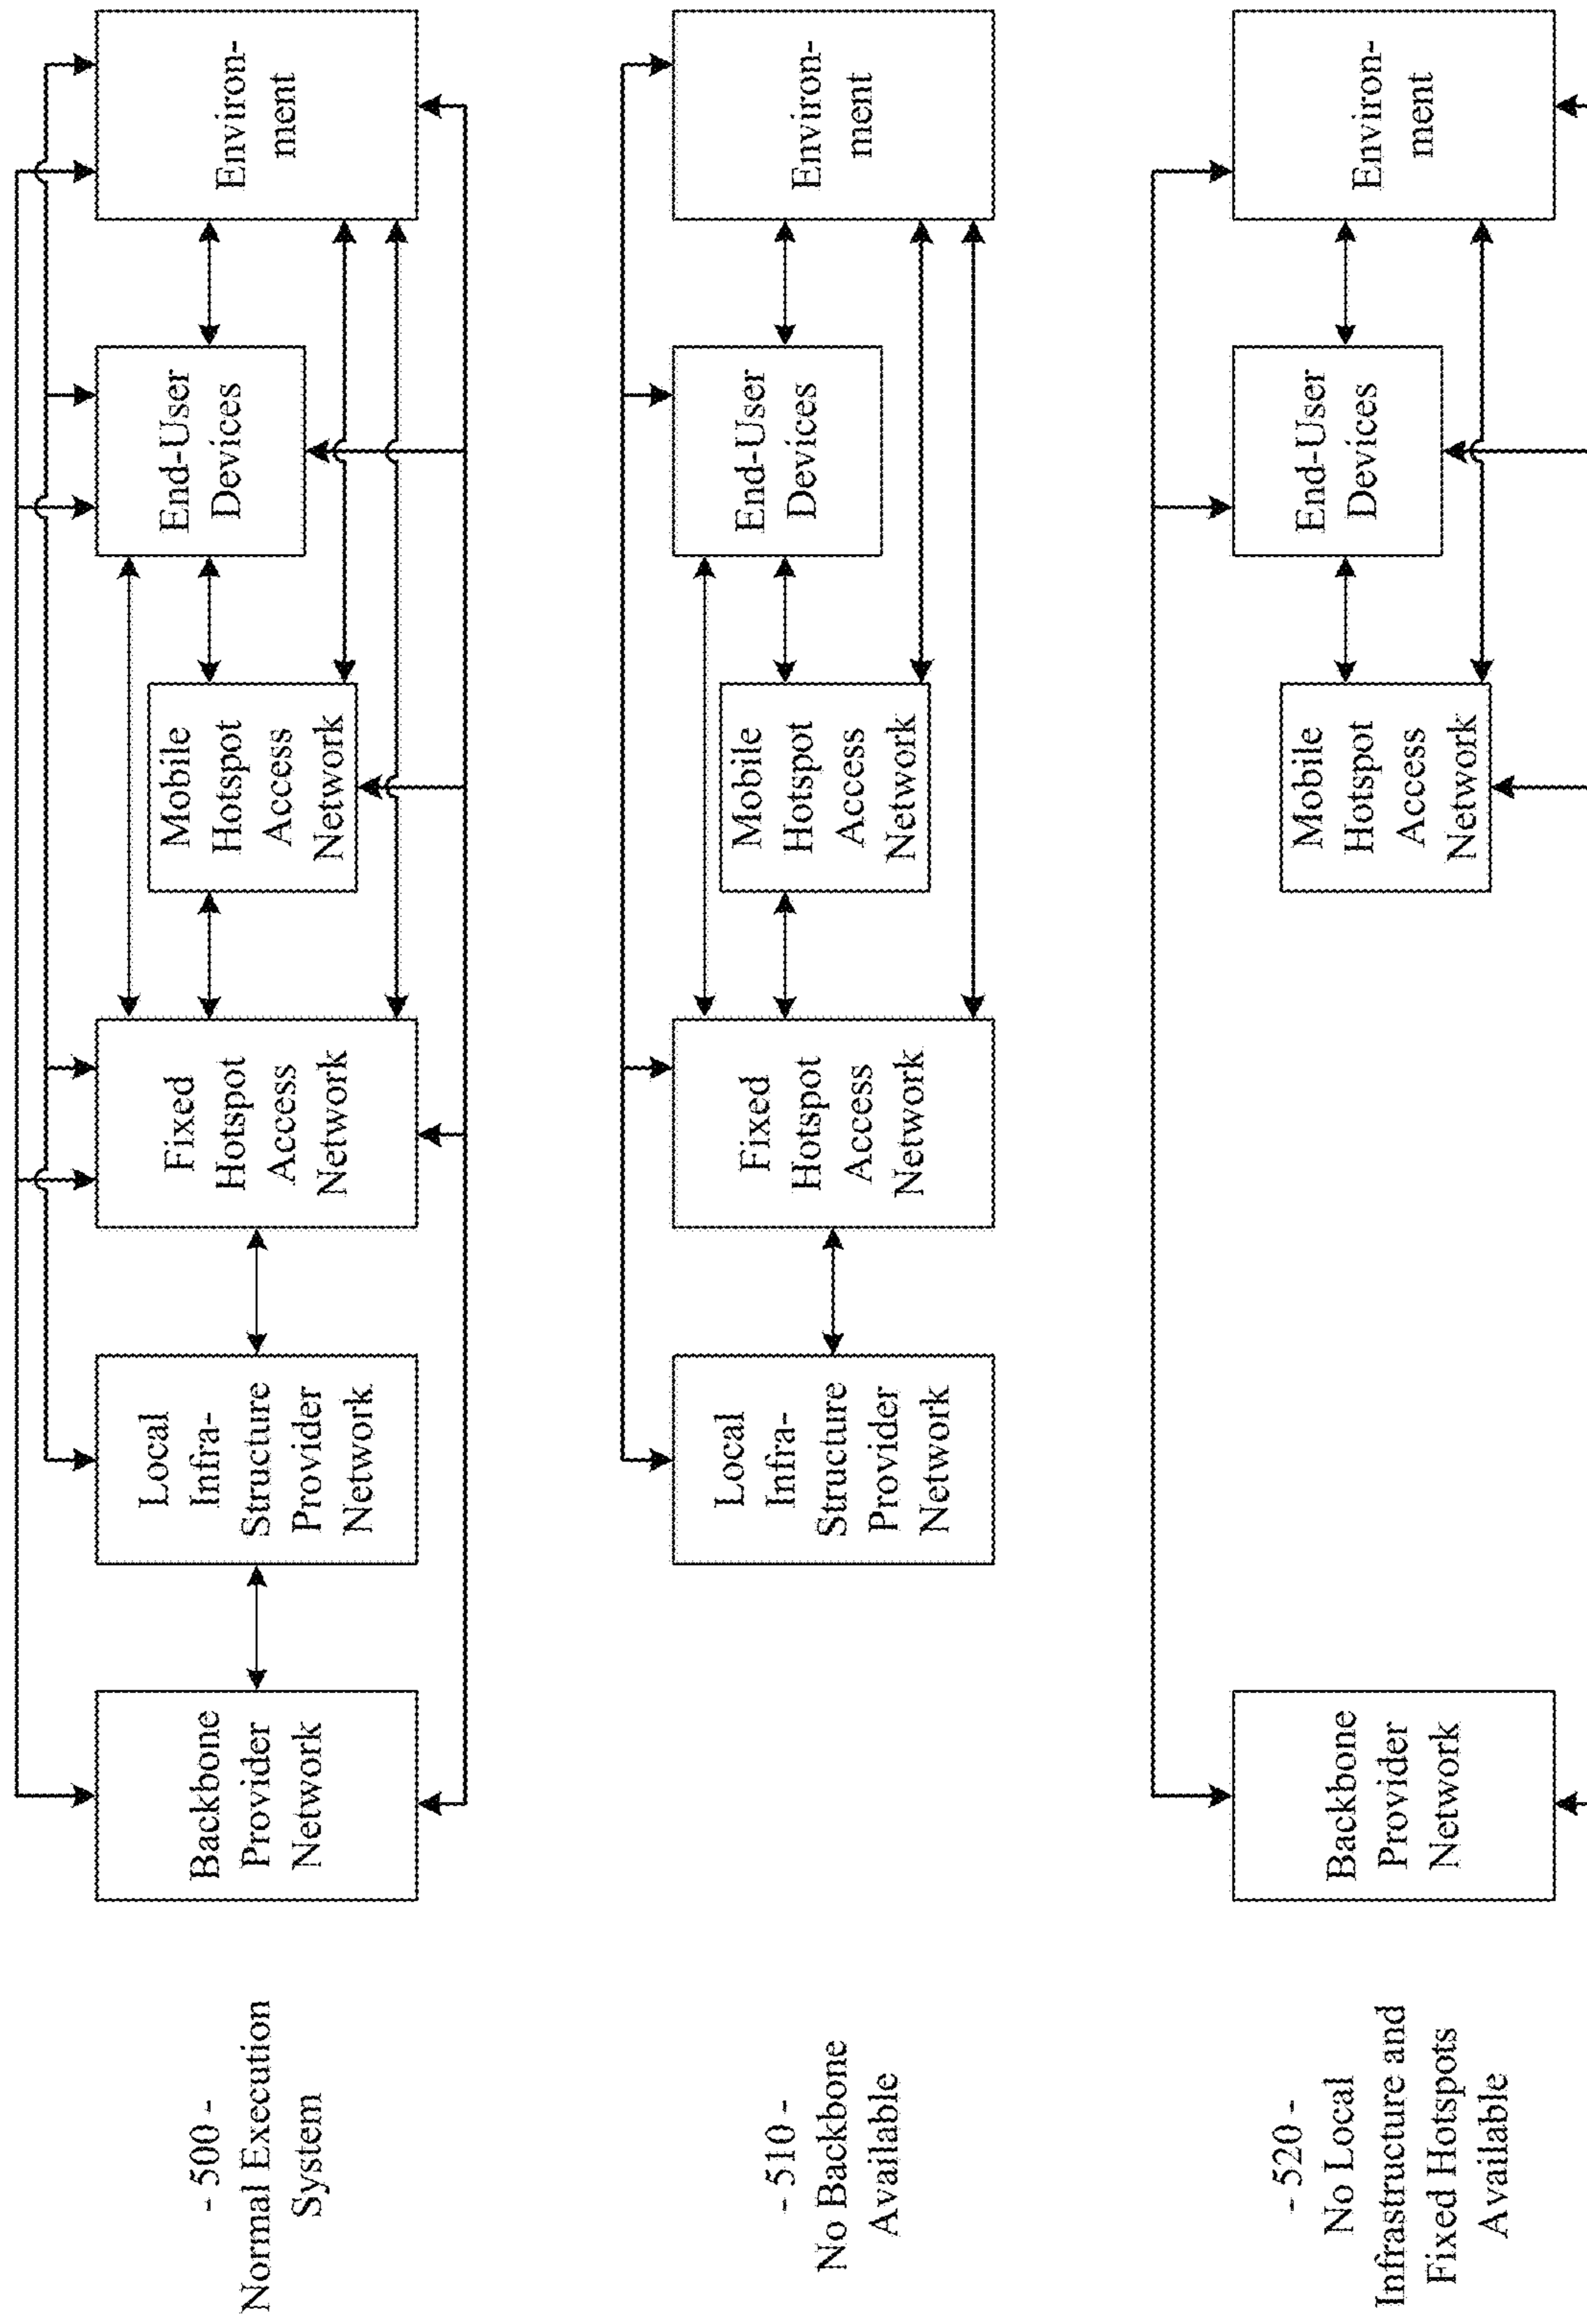 - 500 -
Normal Execution
System
Backbone
Provider
Network
Local
Infra-
Structure
Provider
Network
Fixed
Hotspot
Access
Network
Mobile
Hotspot
Access
Network
End-User
Devices
Environ-
ment
- 510 -
No Backbone
Available
Local
Infra-
Structure
Provider
Network
Fixed
Hotspot
Access
Network
Mobile
Hotspot
Access
Network
End-User
Devices
Environ-
ment
- 520 -
No Local
Infrastructure and
Fixed Hotspots
Available
Backbone
Provider
Network
Mobile
Hotspot
Access
Network
End-User
Devices
Environ-
ment